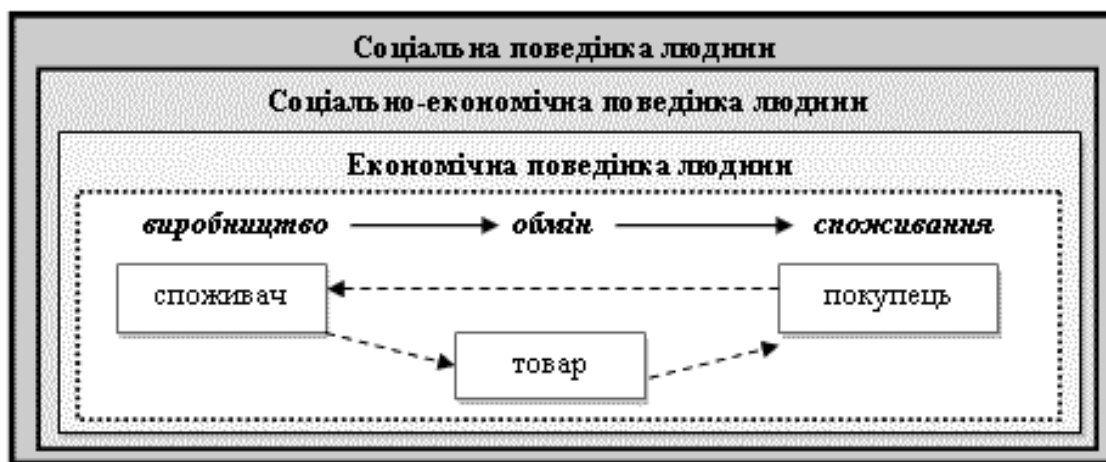 Соціальна поведінка людини
Соціально-економічна поведінка людини
Економічна поведінка людини
виробництво обмін споживання
споживач покупець
товар